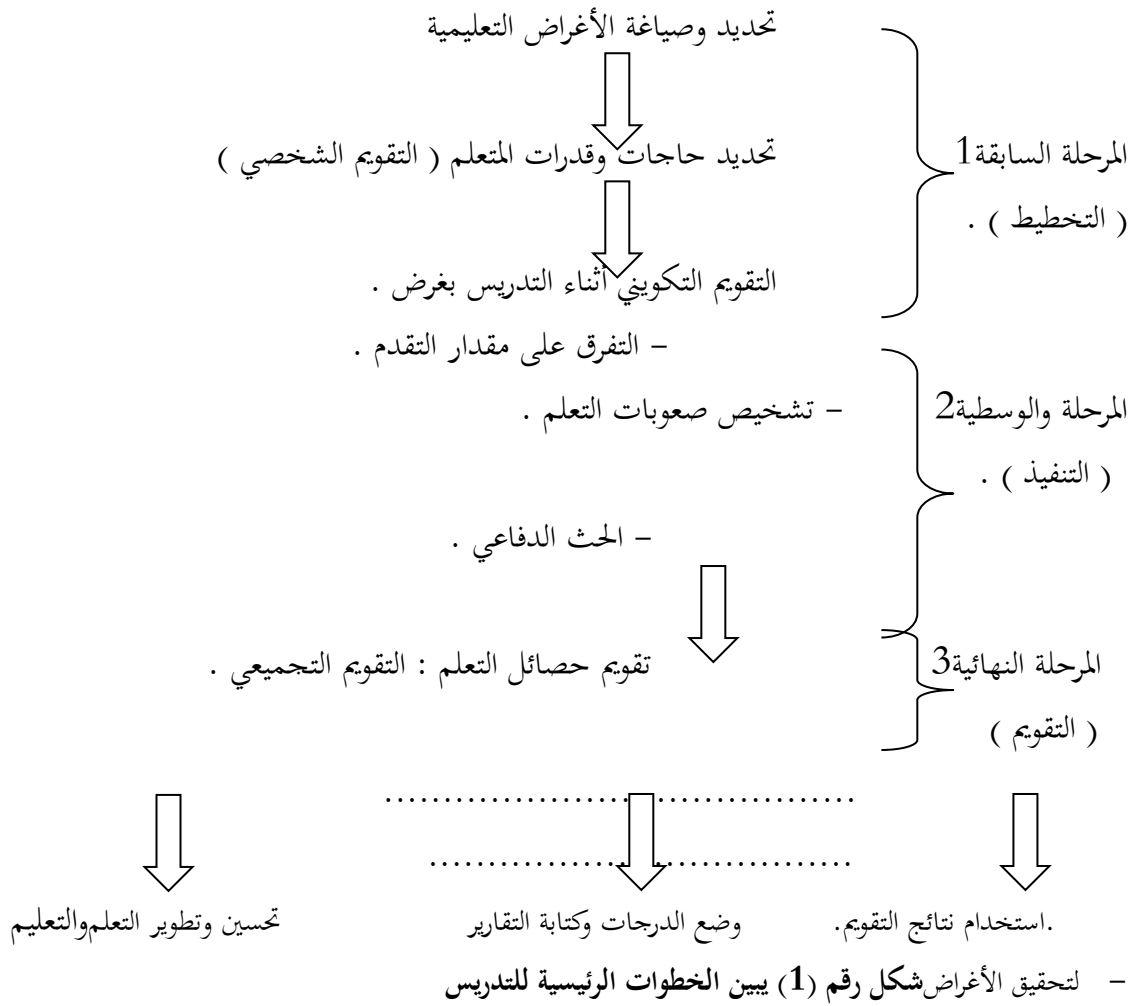 تحديد وصياغة الأغراض التعليمية
المرحلة السابقة1
تحديد حاجات وقدرات المتعلم ( التقويم الشخصي )
( التخطيط ) .
التقويم التكويني أثناء التدريس بغرض .
– التفرق على مقدار التقدم .
المرحلة والوسطية2
– تشخيص صعوبات التعلم .
( التنفيذ ) .
– الحث الدفاعي .
المرحلة النهائية3
تقويم حصائل التعلم : التقويم التجميعي .
( التقويم )
........................................
....................................
.استخدام نتائج التقويم. وضع الدرجات وكتابة التقارير تحسين وتطوير التعلموالتعليم
– لتحقيق الأغراضشكل رقم (1) يبين الخطوات الرئيسية للتدريس